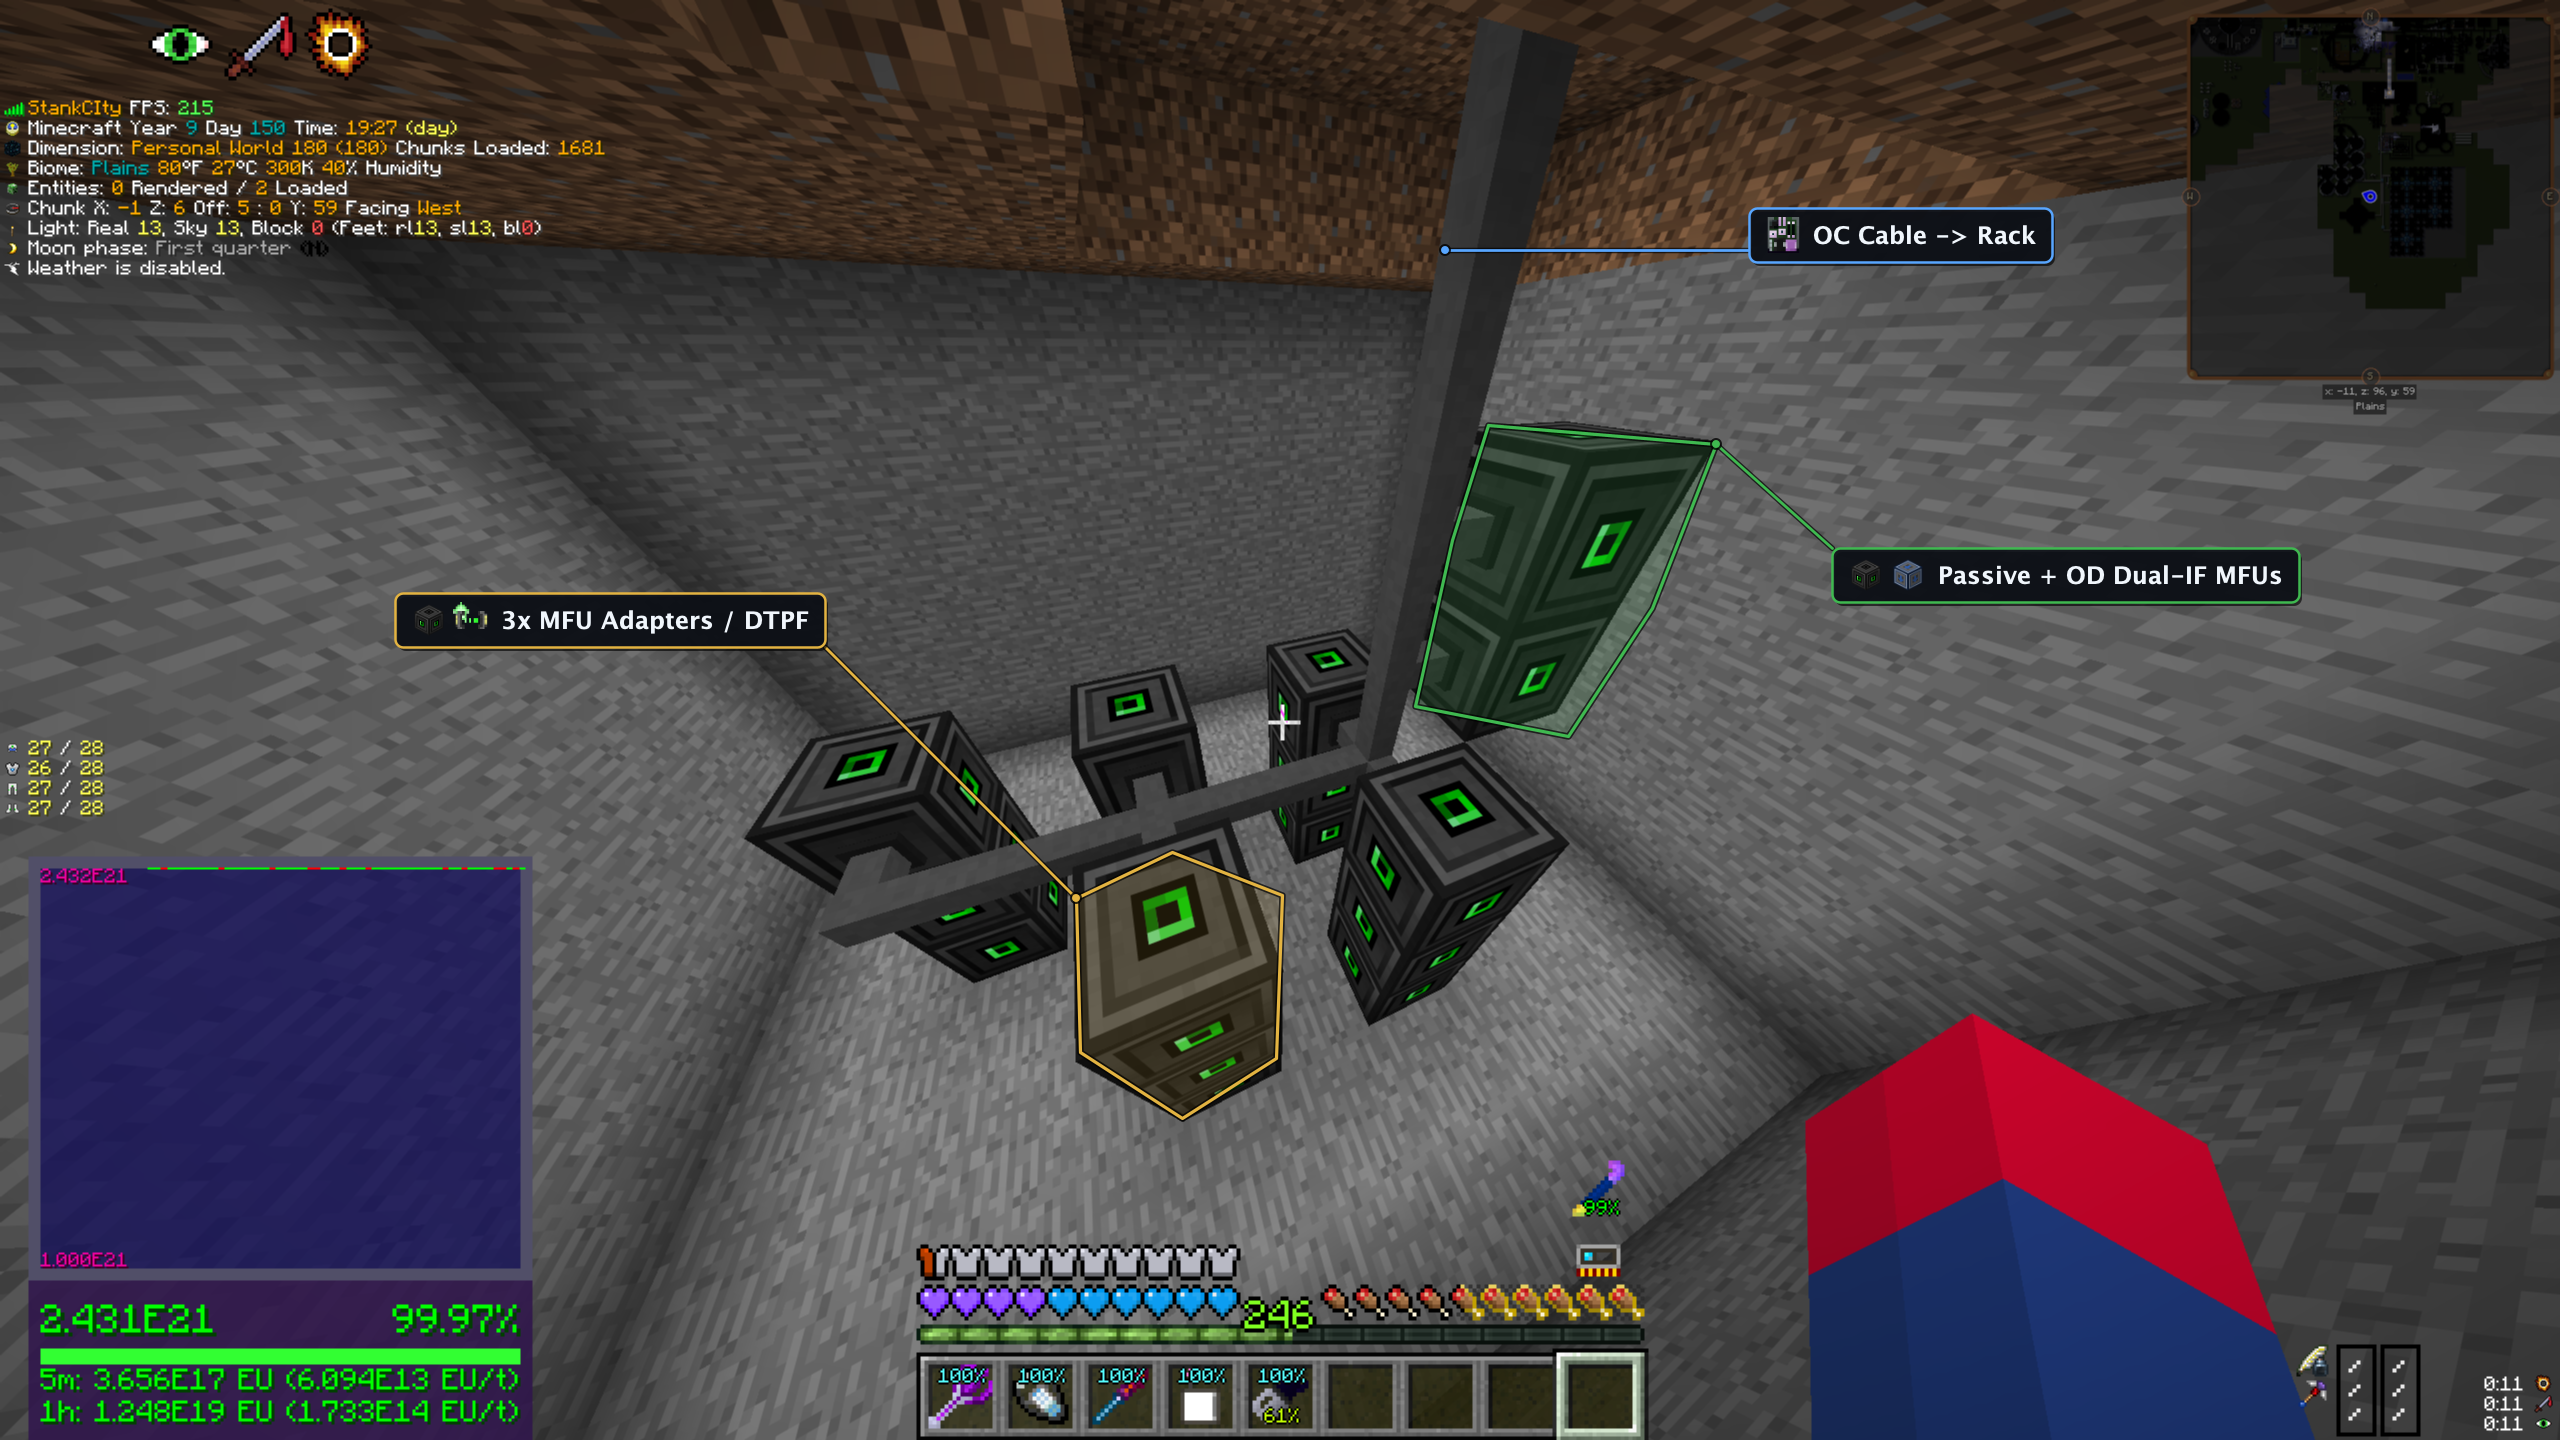 StankCIty FPS: 215
Minecraft Year 9 Day 150 Time: 19:27 (day)
Dimension: Personal World 180 (180) Chunks Loaded: 1681
Biome: Plains 80°F 27°C 300K 40% Humidity
Entities: 0 Rendered / 2 Loaded
Chunk X: -1 Z: 6 Off: 5 : 0 Y: 59 Facing West
Light: Real 13, Sky 13, Block 0 (Feet: rl13, sl13, bl0)
Moon phase: First quarter
Weather is disabled.
N
W
E
S
x: -11, z: 96, y: 59
Plains
OC Cable -> Rack
Passive + OD Dual-IF MFUs
3x MFU Adapters / DTPF
27 / 28
26 / 28
27 / 28
27 / 28
2.432E21
1.000E21
2.431E21 99.97%
5m: 3.656E17 EU (6.094E13 EU/t)
1h: 1.248E19 EU (1.733E14 EU/t)
99%
246
100% 100% 100% 100% 100%
61%
0:11
0:11
0:11